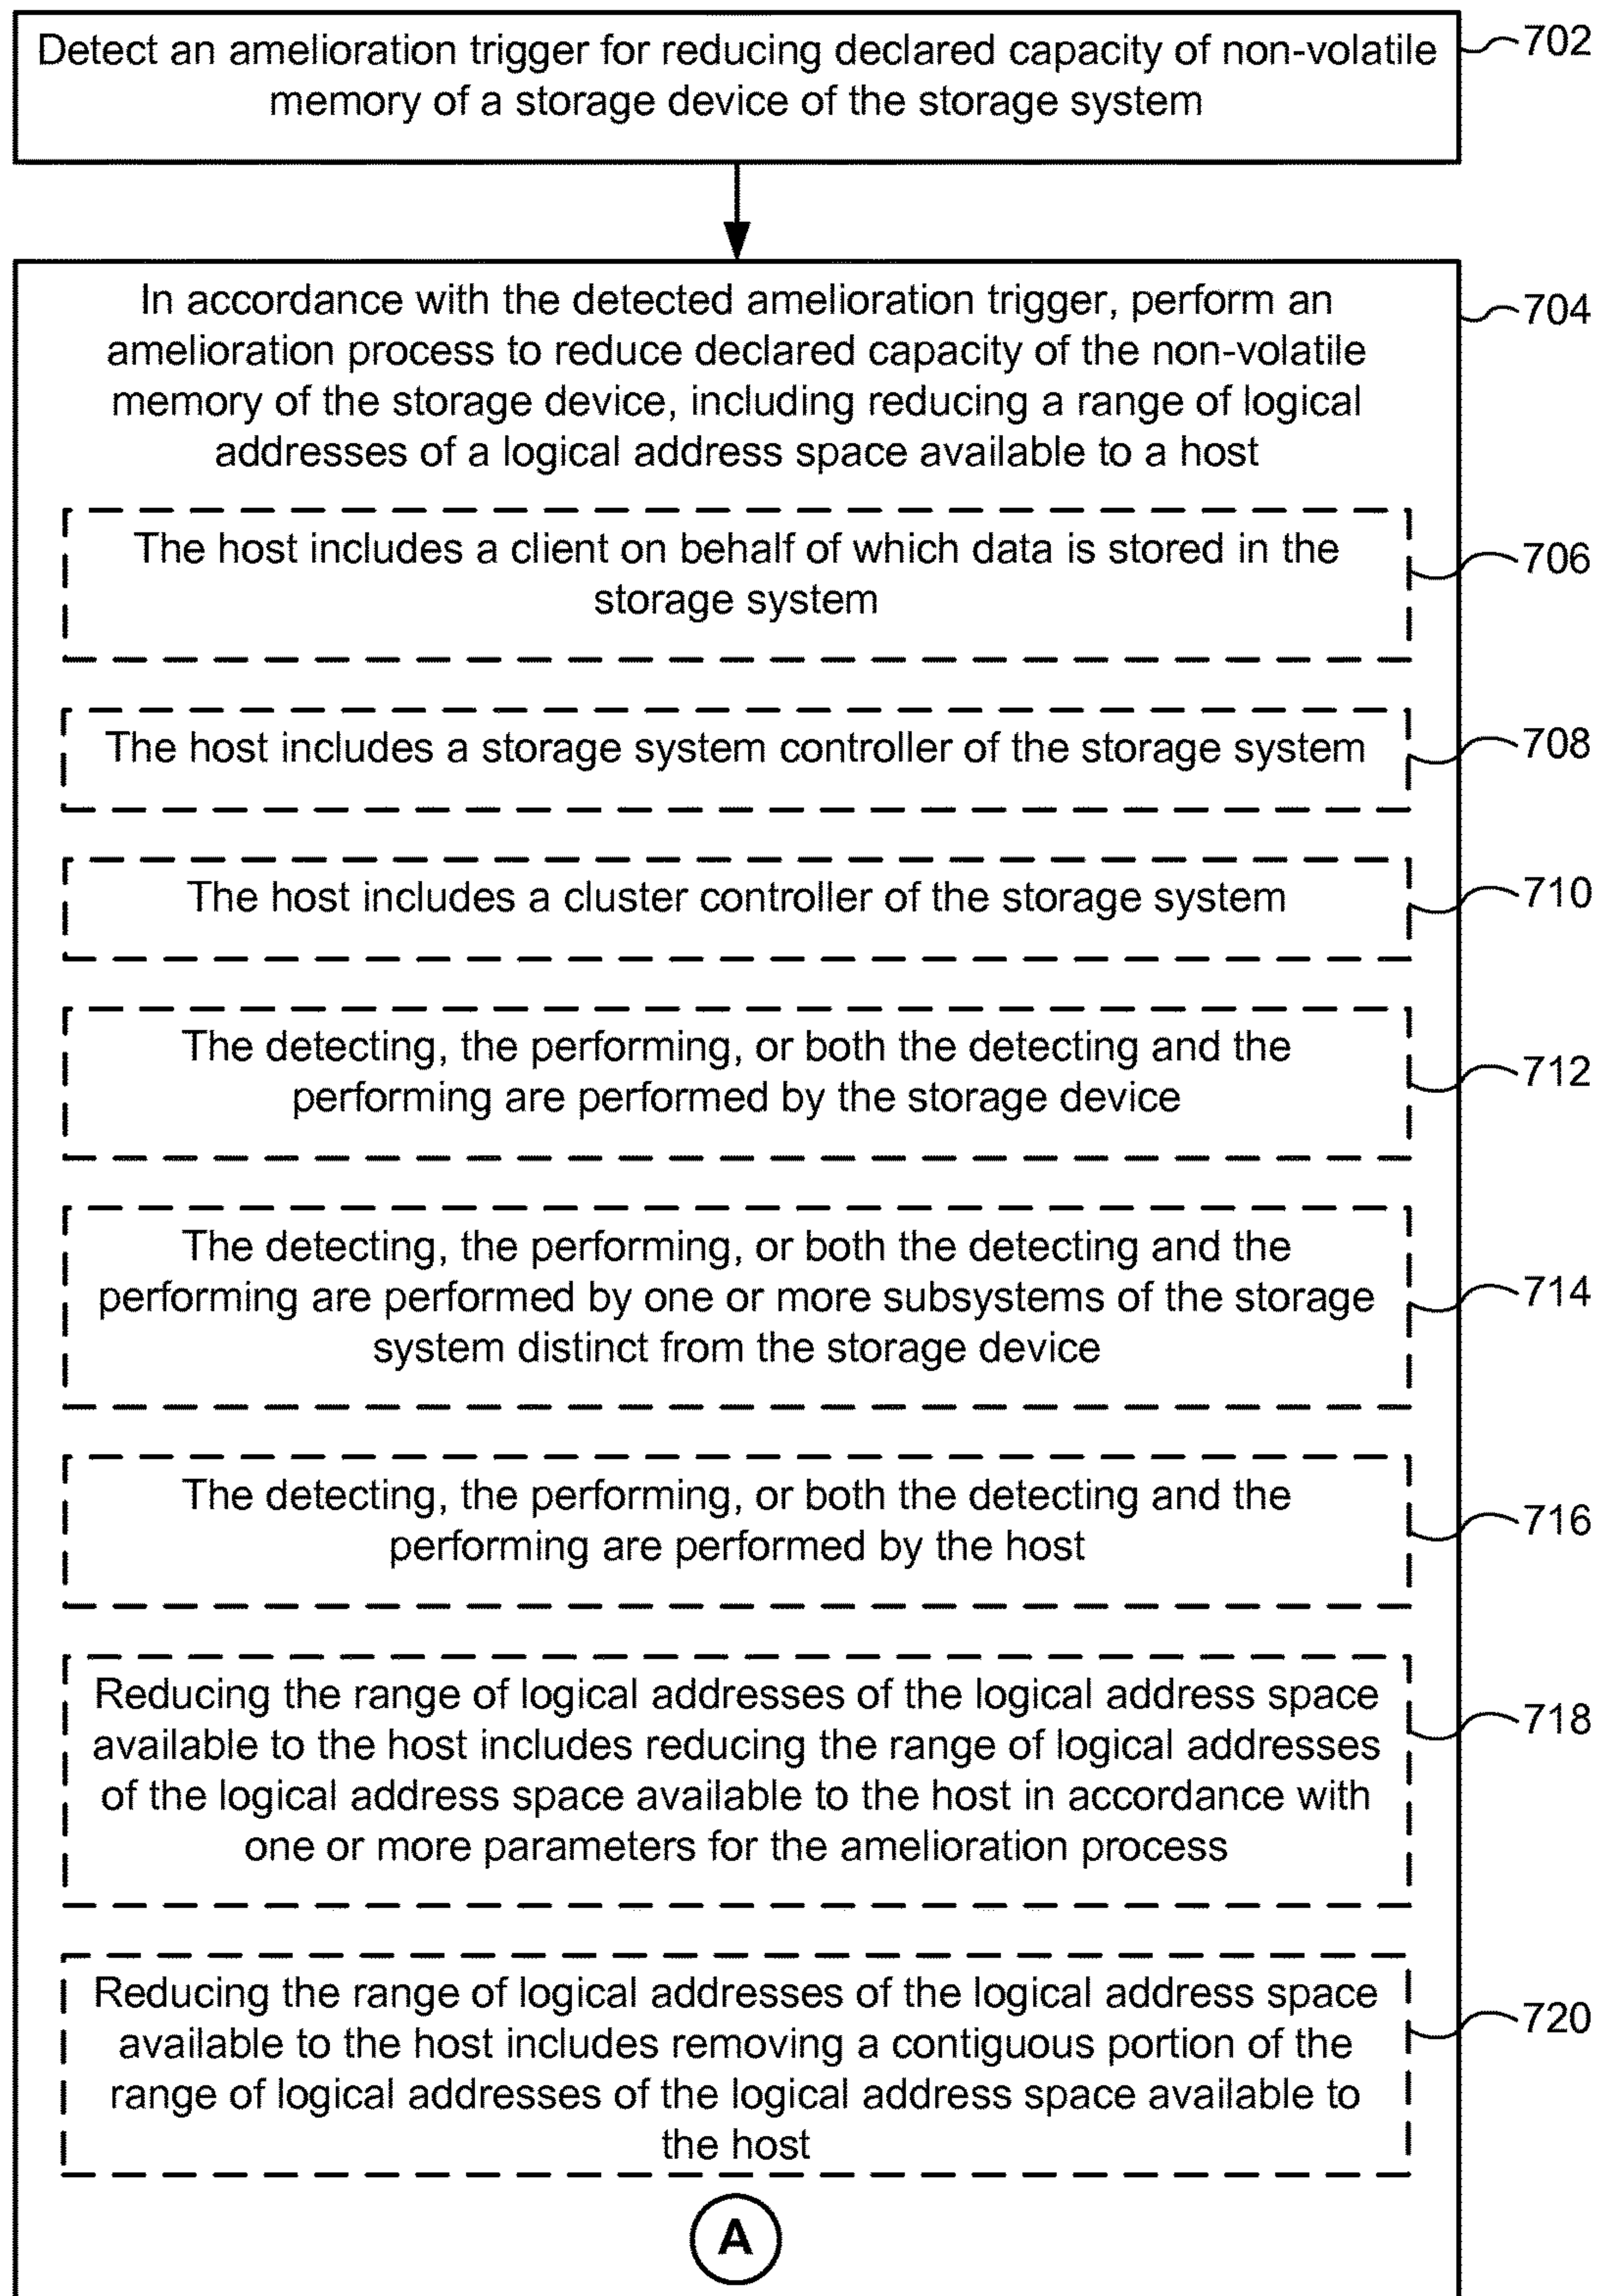 Detect an amelioration trigger for reducing declared capacity of non-volatile
memory of a storage device of the storage system
702
In accordance with the detected amelioration trigger, perform an
amelioration process to reduce declared capacity of the non-volatile
memory of the storage device, including reducing a range of logical
addresses of a logical address space available to a host
704
The host includes a client on behalf of which data is stored in the
storage system
706
The host includes a storage system controller of the storage system
708
The host includes a cluster controller of the storage system
710
The detecting, the performing, or both the detecting and the
performing are performed by the storage device
712
The detecting, the performing, or both the detecting and the
performing are performed by one or more subsystems of the storage
system distinct from the storage device
714
The detecting, the performing, or both the detecting and the
performing are performed by the host
716
Reducing the range of logical addresses of the logical address space
available to the host includes reducing the range of logical addresses
of the logical address space available to the host in accordance with
one or more parameters for the amelioration process
718
Reducing the range of logical addresses of the logical address space
available to the host includes removing a contiguous portion of the
range of logical addresses of the logical address space available to
the host
720
A